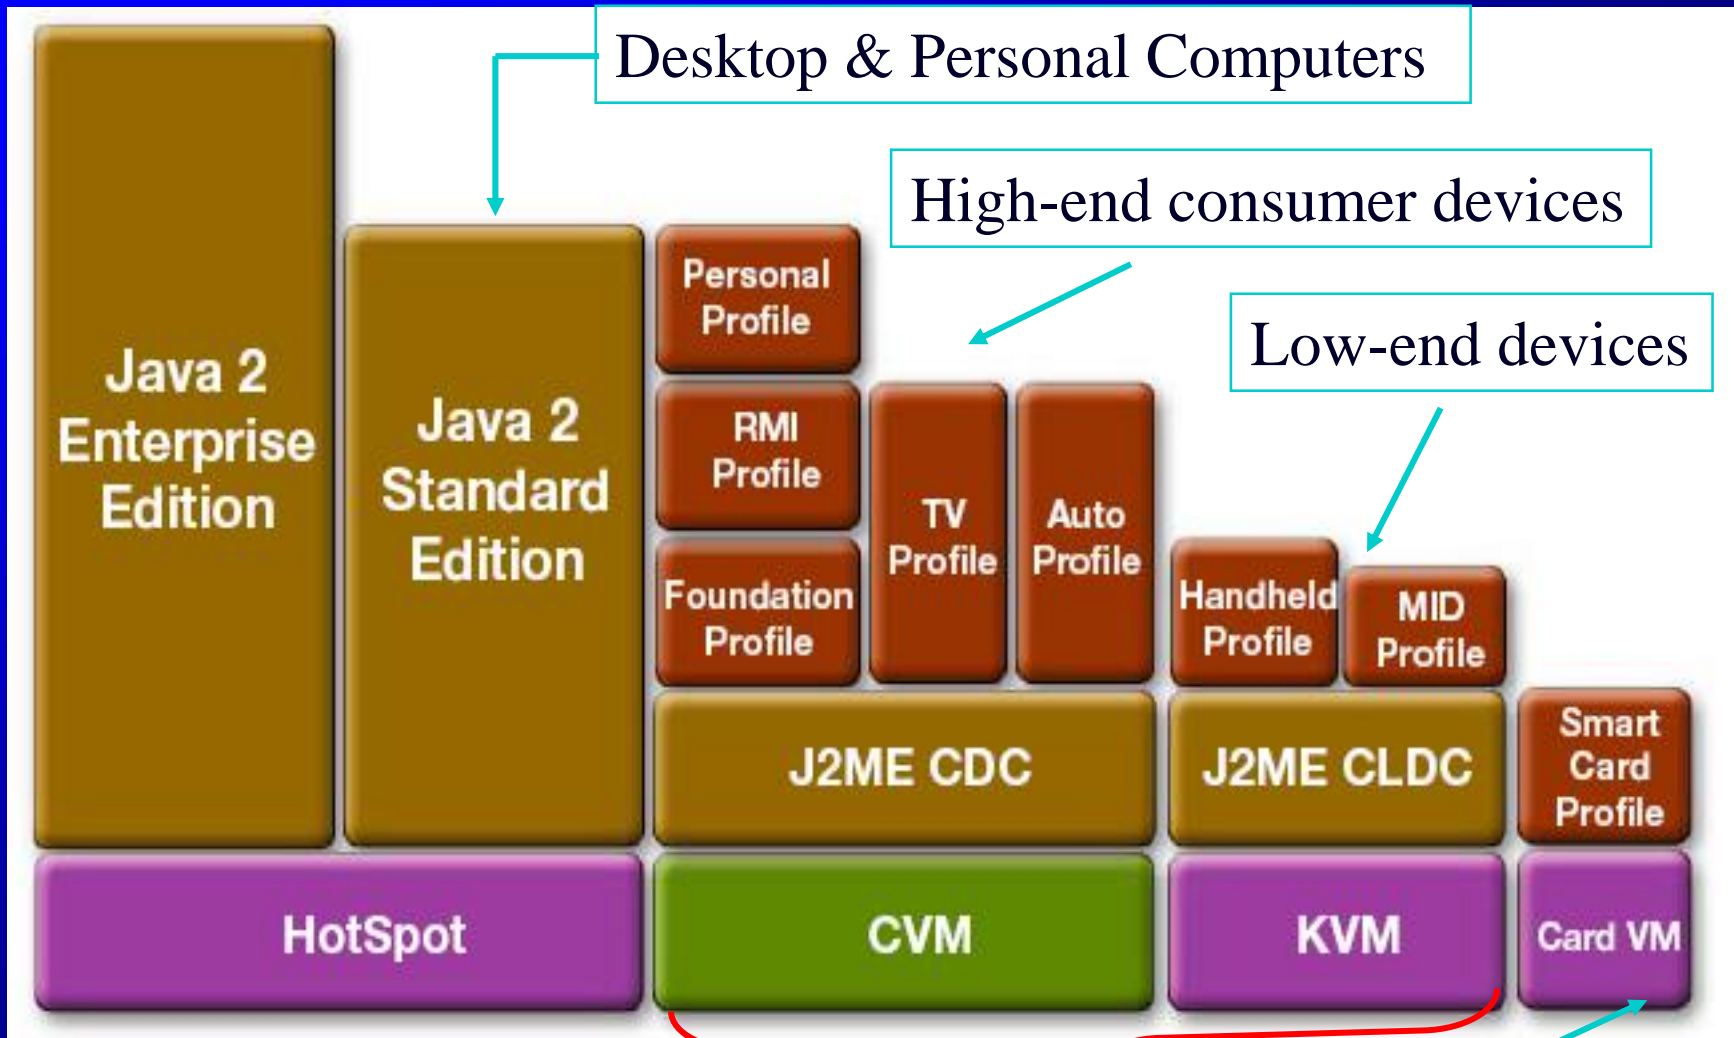 Desktop & Personal Computers
High-end consumer devices
Low-end devices
Java 2
Enterprise
Edition
Java 2
Standard
Edition
Personal
Profile
RMI
Profile
Foundation
Profile
TV
Profile
Auto
Profile
Handheld
Profile
MID
Profile
J2ME CDC
J2ME CLDC
Smart
Card
Profile
HotSpot
CVM
KVM
Card VM